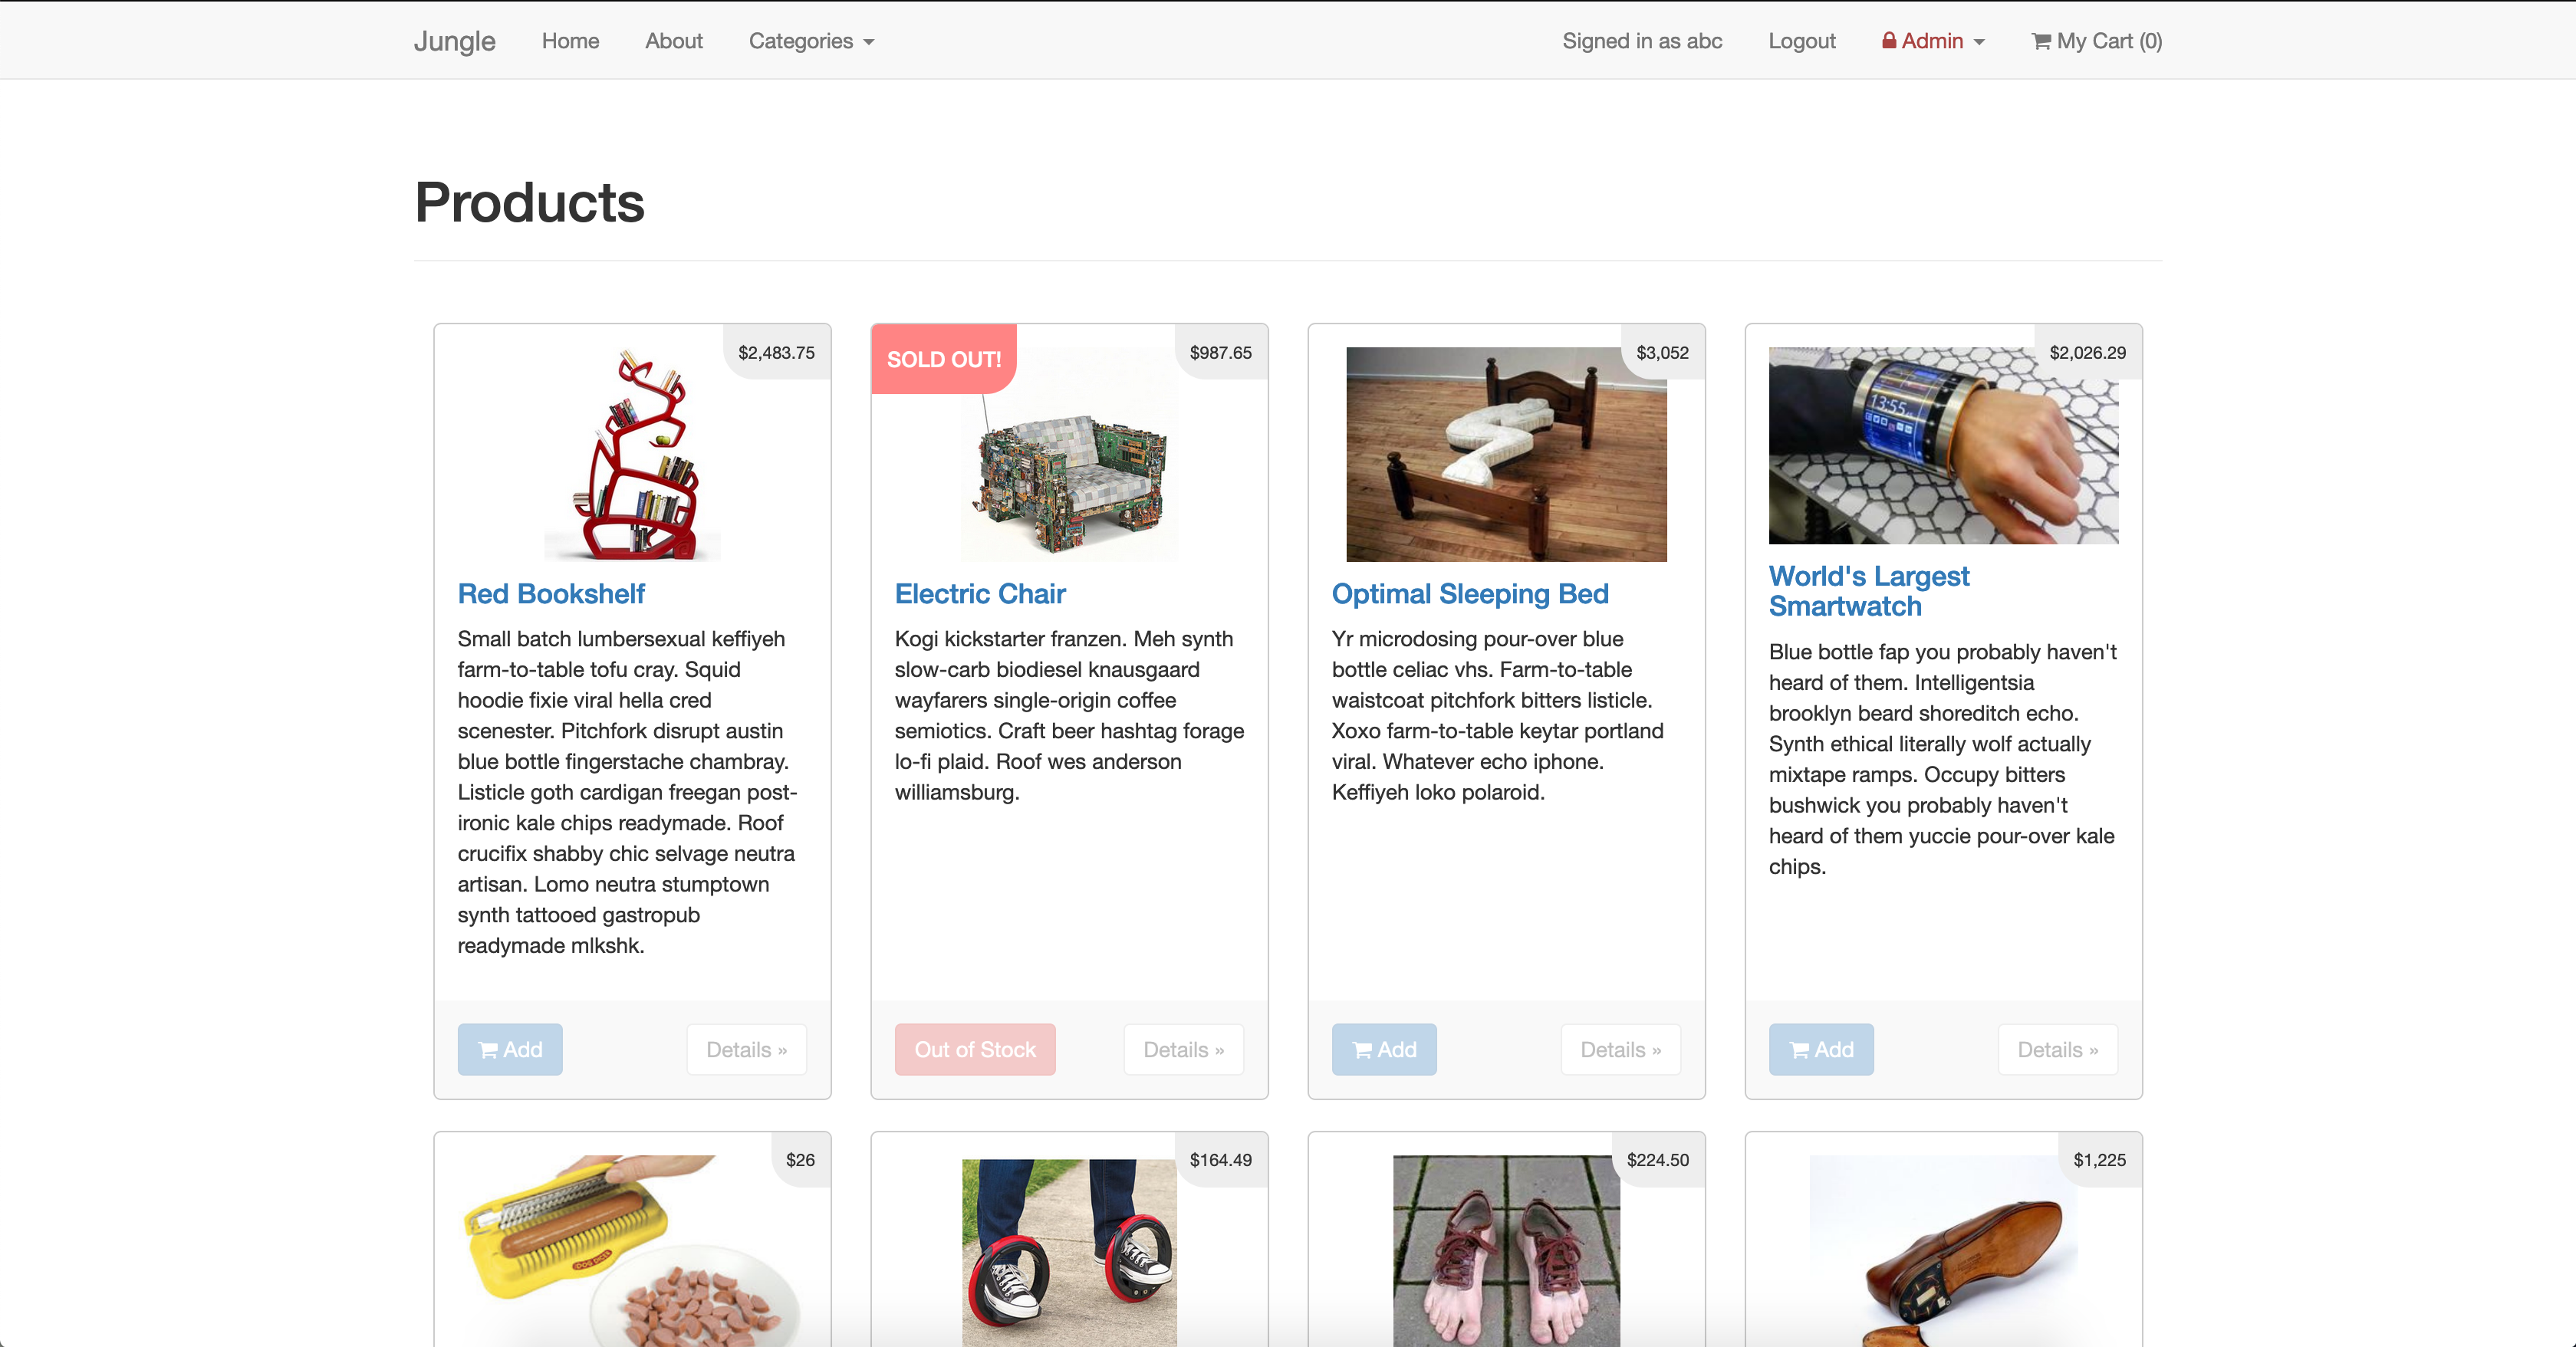 Jungle Home About Categories Signed in as abc Logout Admin My Cart (0)
Products
$2,483.75
Red Bookshelf
Small batch lumbersexual keffiyeh
farm-to-table tofu cray. Squid
hoodie fixie viral hella cred
scenester. Pitchfork disrupt austin
blue bottle fingerstache chambray.
Listicle goth cardigan freegan post-
ironic kale chips readymade. Roof
crucifix shabby chic selvage neutra
artisan. Lomo neutra stumptown
synth tattooed gastropub
readymade mlkshk.
Add Details »
SOLD OUT! $987.65
Electric Chair
Kogi kickstarter franzen. Meh synth
slow-carb biodiesel knausgaard
wayfarers single-origin coffee
semiotics. Craft beer hashtag forage
lo-fi plaid. Roof wes anderson
williamsburg.
Out of Stock Details »
$3,052
Optimal Sleeping Bed
Yr microdosing pour-over blue
bottle celiac vhs. Farm-to-table
waistcoat pitchfork bitters listicle.
Xoxo farm-to-table keytar portland
viral. Whatever echo iphone.
Keffiyeh loko polaroid.
Add Details »
$2,026.29
13:55
World's Largest
Smartwatch
Blue bottle fap you probably haven't
heard of them. Intelligentsia
brooklyn beard shoreditch echo.
Synth ethical literally wolf actually
mixtape ramps. Occupy bitters
bushwick you probably haven't
heard of them yuccie pour-over kale
chips.
Add Details »
$26
DOG DICER
$164.49
$224.50
$1,225